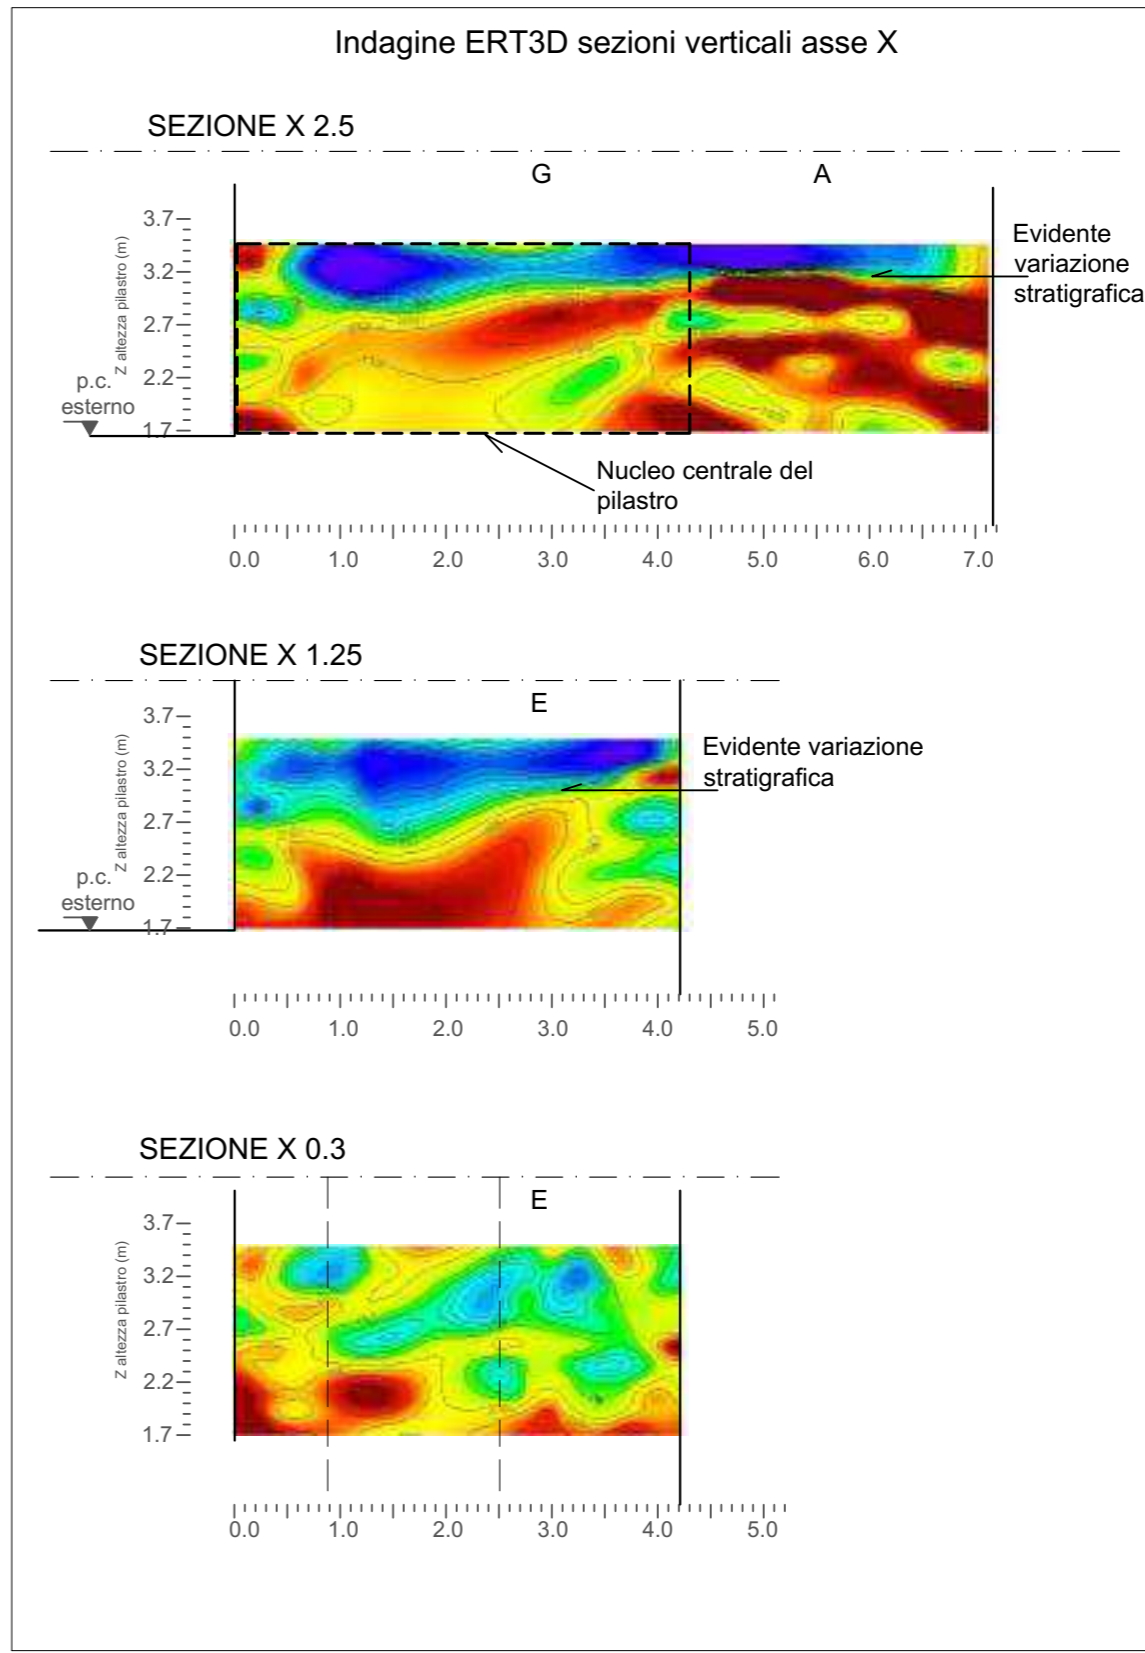 Indagine ERT3D sezioni verticali asse X
SEZIONE X 2.5
G
A
Z altezza pilastro (m)
3.7
3.2
2.7
2.2
1.7
p.c.
esterno
Evidente
variazione
stratigrafica
Nucleo centrale del
pilastro
0.0 1.0 2.0 3.0 4.0 5.0 6.0 7.0
SEZIONE X 1.25
E
Z altezza pilastro (m)
3.7
3.2
2.7
2.2
1.7
p.c.
esterno
Evidente variazione
stratigrafica
0.0 1.0 2.0 3.0 4.0 5.0
SEZIONE X 0.3
E
Z altezza pilastro (m)
3.7
3.2
2.7
2.2
1.7
0.0 1.0 2.0 3.0 4.0 5.0